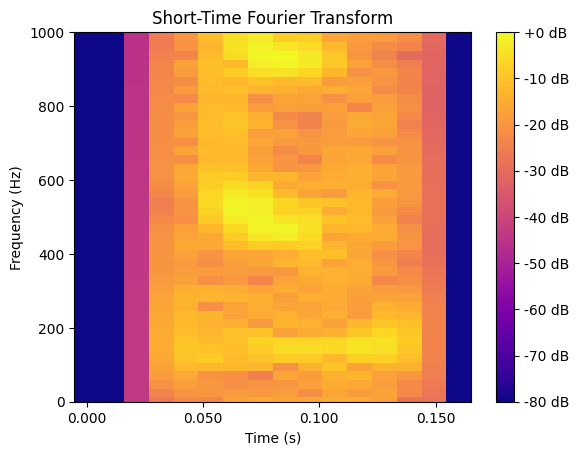 Short-Time Fourier Transform
1000
800
600
400
200
0
Frequency (Hz)
0.000
0.050
0.100
0.150
Time (s)
+0 dB
-10 dB
-20 dB
-30 dB
-40 dB
-50 dB
-60 dB
-70 dB
-80 dB